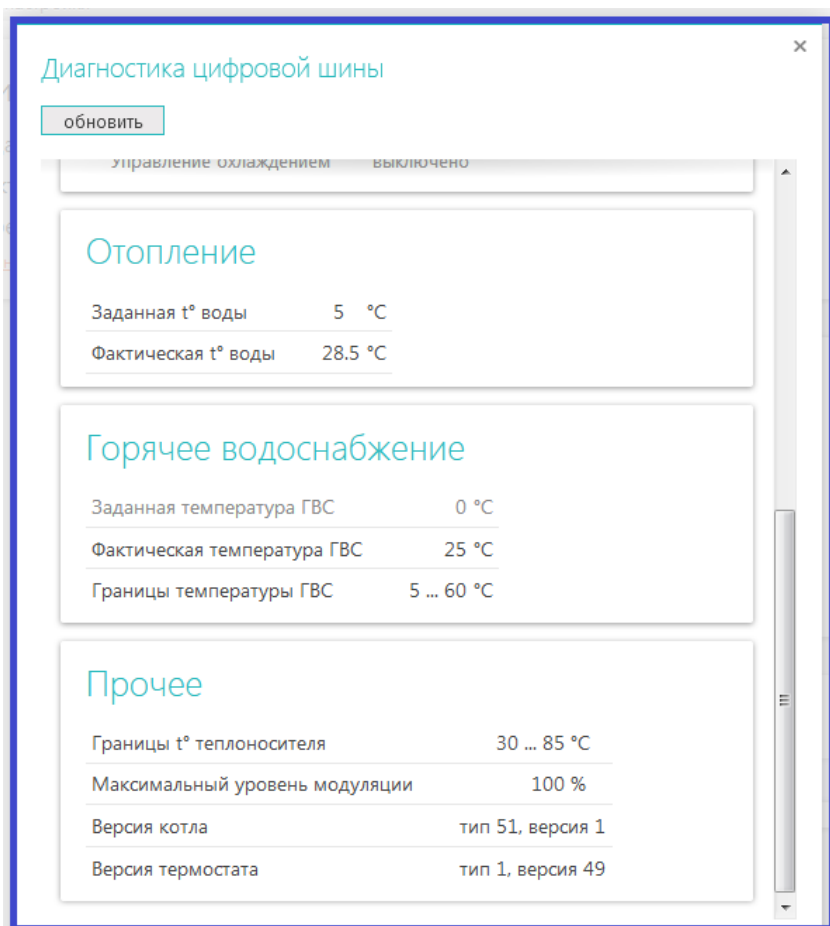 Диагностика цифровой шины
обновить
Управление охлаждением выключено
Отопление
Заданная t° воды 5 °C
Фактическая t° воды 28.5 °C
Горячее водоснабжение
Заданная температура ГВС 0 °C
Фактическая температура ГВС 25 °C
Границы температуры ГВС 5 ... 60 °C
Прочее
Границы t° теплоносителя 30 ... 85 °C
Максимальный уровень модуляции 100 %
Версия котла тип 51, версия 1
Версия термостата тип 1, версия 49